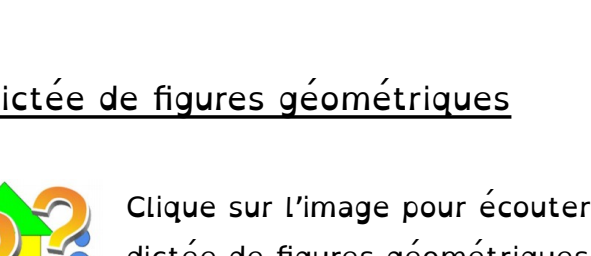 ictée de figures géométriques
Clique sur l'image pour écouter
dictée de figures géométriques